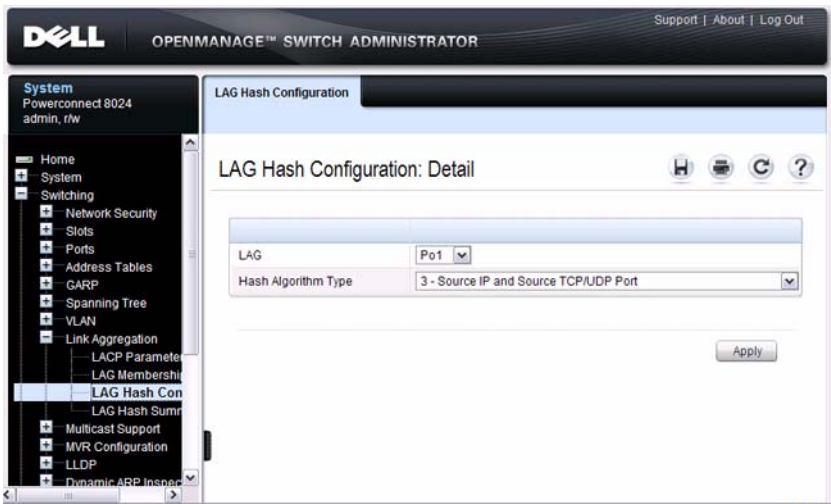 Support | About | Log Out
DELL
OPENMANAGE™ SWITCH ADMINISTRATOR
System
Powerconnect 8024
admin, r/w
LAG Hash Configuration
Home
System
Switching
Network Security
Slots
Ports
Address Tables
GARP
Spanning Tree
VLAN
Link Aggregation
LACP Parameter
LAG Membership
LAG Hash Con
LAG Hash Summ
Multicast Support
MVR Configuration
LLDP
Dynamic ARP Inspec
LAG Hash Configuration: Detail
H
C
?
LAG
Po1
Hash Algorithm Type
3 - Source IP and Source TCP/UDP Port
Apply